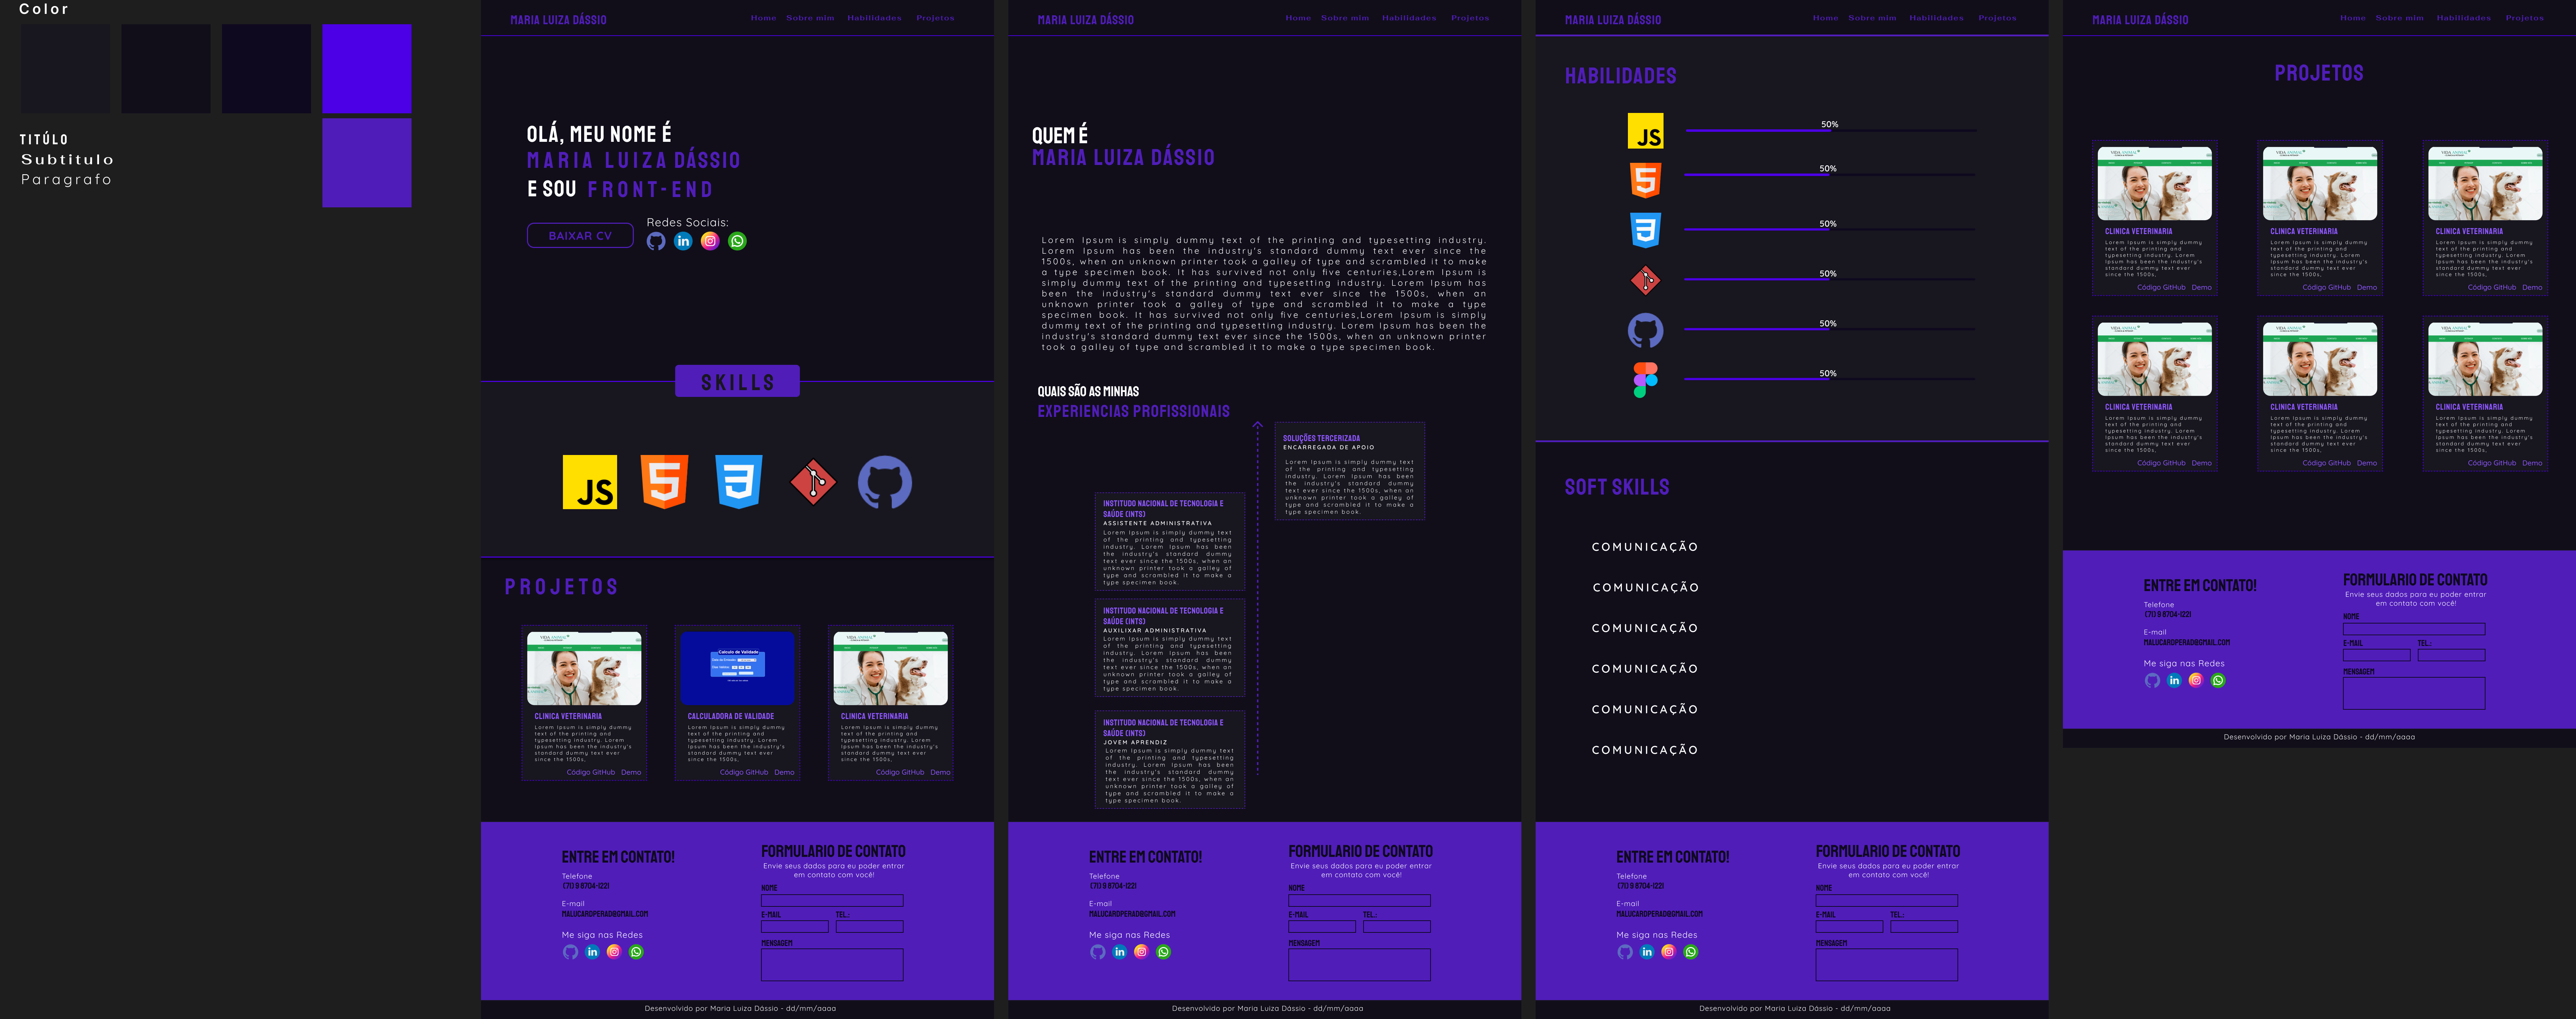 Color
TITÚLO
Subtitulo
Paragrafo
MARIA LUIZA DÁSSIO
Home Sobre mim Habilidades Projetos
OLÁ, MEU NOME É
MARIA LUIZA DÁSSIO
E SOU FRONT-END
BAIXAR CV
Redes Sociais:
SKILLS
JS
PROJETOS
VIDA ANIMAL
CLINICA VETERINARIA
Lorem Ipsum is simply dummy
text of the printing and
typesetting industry. Lorem
Ipsum has been the industry's
standard dummy text ever
since the 1500s,
Código GitHub Demo
Calculo de Validade
CALCULADORA DE VALIDADE
Lorem Ipsum is simply dummy
text of the printing and
typesetting industry. Lorem
Ipsum has been the industry's
standard dummy text ever
since the 1500s,
Código GitHub Demo
VIDA ANIMAL
CLINICA VETERINARIA
Lorem Ipsum is simply dummy
text of the printing and
typesetting industry. Lorem
Ipsum has been the industry's
standard dummy text ever
since the 1500s,
Código GitHub Demo
ENTRE EM CONTATO!
Telefone
(71) 9 8704-1221
E-mail
MALUCARDPERAD@GMAIL.COM
Me siga nas Redes
FORMULARIO DE CONTATO
Envie seus dados para eu poder entrar
em contato com você!
NOME
E-MAIL TEL.:
MENSAGEM
Desenvolvido por Maria Luiza Dássio - dd/mm/aaaa
MARIA LUIZA DÁSSIO
Home Sobre mim Habilidades Projetos
QUEM É
MARIA LUIZA DÁSSIO
Lorem Ipsum is simply dummy text of the printing and typesetting industry.
Lorem Ipsum has been the industry's standard dummy text ever since the
1500s, when an unknown printer took a galley of type and scrambled it to make
a type specimen book. It has survived not only five centuries,Lorem Ipsum is
simply dummy text of the printing and typesetting industry. Lorem Ipsum has
been the industry's standard dummy text ever since the 1500s, when an
unknown printer took a galley of type and scrambled it to make a type
specimen book. It has survived not only five centuries,Lorem Ipsum is simply
dummy text of the printing and typesetting industry. Lorem Ipsum has been the
industry's standard dummy text ever since the 1500s, when an unknown printer
took a galley of type and scrambled it to make a type specimen book.
QUAIS SÃO AS MINHAS
EXPERIENCIAS PROFISSIONAIS
SOLUÇÕES TERCERIZADA
ENCARREGADA DE APOIO
Lorem Ipsum is simply dummy text
of the printing and typesetting
industry. Lorem Ipsum has been
the industry's standard dummy
text ever since the 1500s, when an
unknown printer took a galley of
type and scrambled it to make a
type specimen book.
INSTITUDO NACIONAL DE TECNOLOGIA E
SAÚDE (INTS)
ASSISTENTE ADMINISTRATIVA
Lorem Ipsum is simply dummy text
of the printing and typesetting
industry. Lorem Ipsum has been
the industry's standard dummy
text ever since the 1500s, when an
unknown printer took a galley of
type and scrambled it to make a
type specimen book.
INSTITUDO NACIONAL DE TECNOLOGIA E
SAÚDE (INTS)
AUXILIXAR ADMINISTRATIVA
Lorem Ipsum is simply dummy text
of the printing and typesetting
industry. Lorem Ipsum has been
the industry's standard dummy
text ever since the 1500s, when an
unknown printer took a galley of
type and scrambled it to make a
type specimen book.
INSTITUDO NACIONAL DE TECNOLOGIA E
SAÚDE (INTS)
JOVEM APRENDIZ
Lorem Ipsum is simply dummy text
of the printing and typesetting
industry. Lorem Ipsum has been
the industry's standard dummy
text ever since the 1500s, when an
unknown printer took a galley of
type and scrambled it to make a
type specimen book.
ENTRE EM CONTATO!
Telefone
(71) 9 8704-1221
E-mail
MALUCARDPERAD@GMAIL.COM
Me siga nas Redes
FORMULARIO DE CONTATO
Envie seus dados para eu poder entrar
em contato com você!
NOME
E-MAIL TEL.:
MENSAGEM
Desenvolvido por Maria Luiza Dássio - dd/mm/aaaa
MARIA LUIZA DÁSSIO
Home Sobre mim Habilidades Projetos
HABILIDADES
JS
50%
50%
50%
50%
50%
50%
SOFT SKILLS
COMUNICAÇÃO
COMUNICAÇÃO
COMUNICAÇÃO
COMUNICAÇÃO
COMUNICAÇÃO
COMUNICAÇÃO
ENTRE EM CONTATO!
Telefone
(71) 9 8704-1221
E-mail
MALUCARDPERAD@GMAIL.COM
Me siga nas Redes
FORMULARIO DE CONTATO
Envie seus dados para eu poder entrar
em contato com você!
NOME
E-MAIL TEL.:
MENSAGEM
Desenvolvido por Maria Luiza Dássio - dd/mm/aaaa
MARIA LUIZA DÁSSIO
Home Sobre mim Habilidades Projetos
PROJETOS
VIDA ANIMAL
CLINICA VETERINARIA
Lorem Ipsum is simply dummy
text of the printing and
typesetting industry. Lorem
Ipsum has been the industry's
standard dummy text ever
since the 1500s,
Código GitHub Demo
VIDA ANIMAL
CLINICA VETERINARIA
Lorem Ipsum is simply dummy
text of the printing and
typesetting industry. Lorem
Ipsum has been the industry's
standard dummy text ever
since the 1500s,
Código GitHub Demo
VIDA ANIMAL
CLINICA VETERINARIA
Lorem Ipsum is simply dummy
text of the printing and
typesetting industry. Lorem
Ipsum has been the industry's
standard dummy text ever
since the 1500s,
Código GitHub Demo
VIDA ANIMAL
CLINICA VETERINARIA
Lorem Ipsum is simply dummy
text of the printing and
typesetting industry. Lorem
Ipsum has been the industry's
standard dummy text ever
since the 1500s,
Código GitHub Demo
VIDA ANIMAL
CLINICA VETERINARIA
Lorem Ipsum is simply dummy
text of the printing and
typesetting industry. Lorem
Ipsum has been the industry's
standard dummy text ever
since the 1500s,
Código GitHub Demo
VIDA ANIMAL
CLINICA VETERINARIA
Lorem Ipsum is simply dummy
text of the printing and
typesetting industry. Lorem
Ipsum has been the industry's
standard dummy text ever
since the 1500s,
Código GitHub Demo
ENTRE EM CONTATO!
Telefone
(71) 9 8704-1221
E-mail
MALUCARDPERAD@GMAIL.COM
Me siga nas Redes
FORMULARIO DE CONTATO
Envie seus dados para eu poder entrar
em contato com você!
NOME
E-MAIL TEL.:
MENSAGEM
Desenvolvido por Maria Luiza Dássio - dd/mm/aaaa